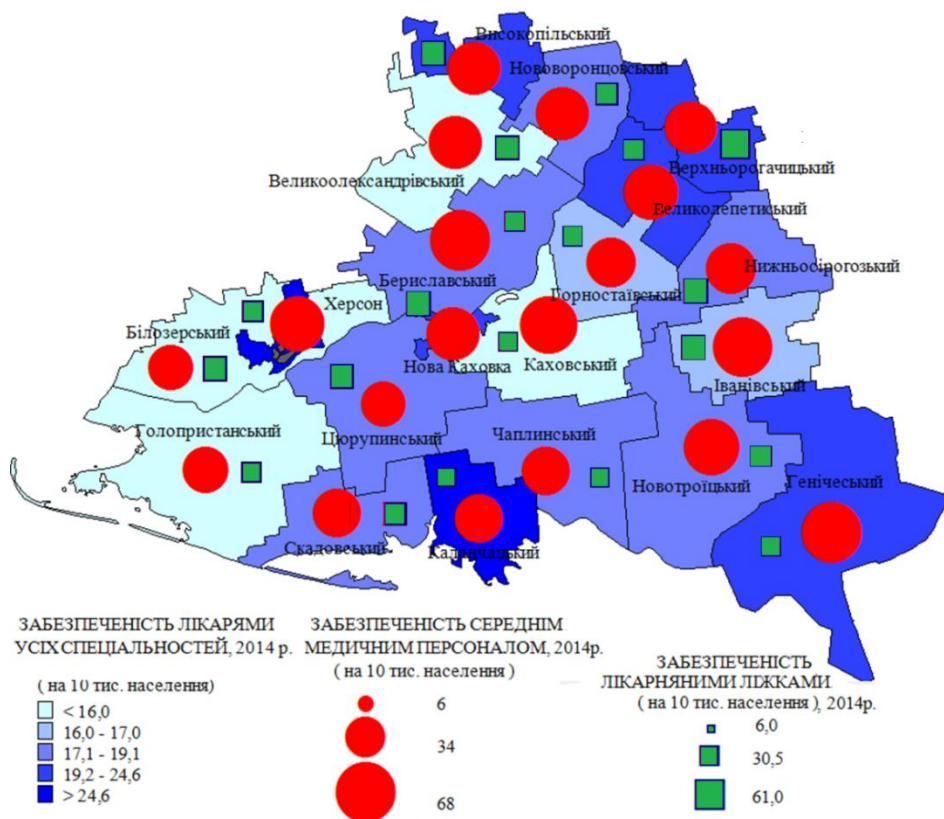 Високопільський
Нововоронцовський
Великоолександрівський
Верхньорогачицький
Великолепетиський
Бериславський
Нижньосірогозький
Горностаївський
Херсон
Білозерський
Нова Каховка
Каховський
Іванівський
Голопристанський
Цюрупинський
Чаплинський
Новотроїцький
Генічеський
Скадовський
Каланчацький
ЗАБЕЗПЕЧЕНІСТЬ ЛІКАРЯМИ
УСІХ СПЕЦІАЛЬНОСТЕЙ, 2014 р.
( на 10 тис. населення)
< 16,0
16,0 - 17,0
17,1 - 19,1
19,2 - 24,6
> 24,6
ЗАБЕЗПЕЧЕНІСТЬ СЕРЕДНІМ
МЕДИЧНИМ ПЕРСОНАЛОМ, 2014р.
( на 10 тис. населення )
6
34
68
ЗАБЕЗПЕЧЕНІСТЬ
ЛІКАРНЯНИМИ ЛІЖКАМИ
( на 10 тис. населення ), 2014р.
6,0
30,5
61,0